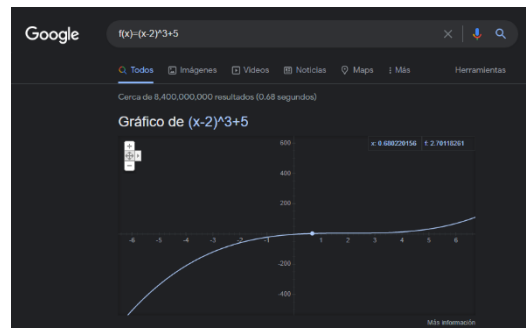 Google
f(x)=(x-2)^3+5
Todos Imágenes Videos Noticias Maps Más Herramientas
Cerca de 8,400,000,000 resultados (0.68 segundos)
Gráfico de (x-2)^3+5
x: 0.680220156 f: 2.70118261
600
400
200
-6 -5 -4 -3 -2 -1 1 2 3 4 5 6
-200
-400
Más información